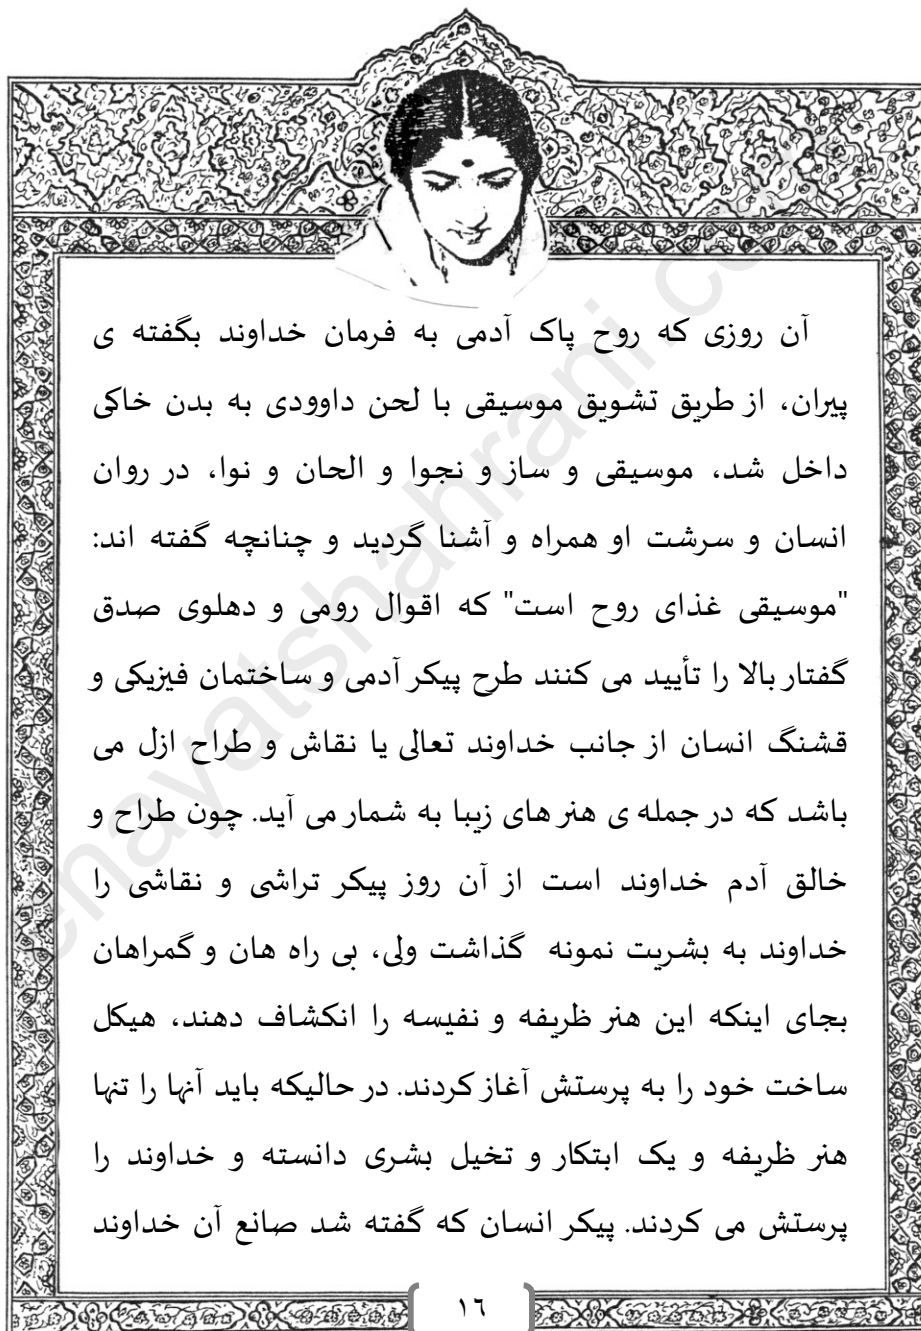 آن روزی که روح پاک آدمی به فرمان خداوند بگفته ی
پیران، از طریق تشویق موسیقی با لحن داوودی به بدن خاکی
داخل شد، موسیقی و ساز و نجوا و الحان و نوا، در روان
انسان و سرشت او همراه و آشنا گردید و چنانچه گفته اند:
"موسیقی غذای روح است" که اقوال رومی و دهلوی صدق
گفتار بالا را تأیید می کنند طرح پیکر آدمی و ساختمان فیزیکی و
قشنگ انسان از جانب خداوند تعالی یا نقاش و طراح ازل می
باشد که در جمله ی هنر های زیبا به شمار می آید. چون طراح و
خالق آدم خداوند است از آن روز پیکر تراشی و نقاشی را
خداوند به بشریت نمونه گذاشت ولی، بی راه هان و گمراهان
بجای اینکه این هنر ظریفه و نفیسه را انکشاف دهند، هیکل
ساخت خود را به پرستش آغاز کردند. در حالیکه باید آنها را تنها
هنر ظریفه و یک ابتکار و تخیل بشری دانسته و خداوند را
پرستش می کردند. پیکر انسان که گفته شد صانع آن خداوند
١٦